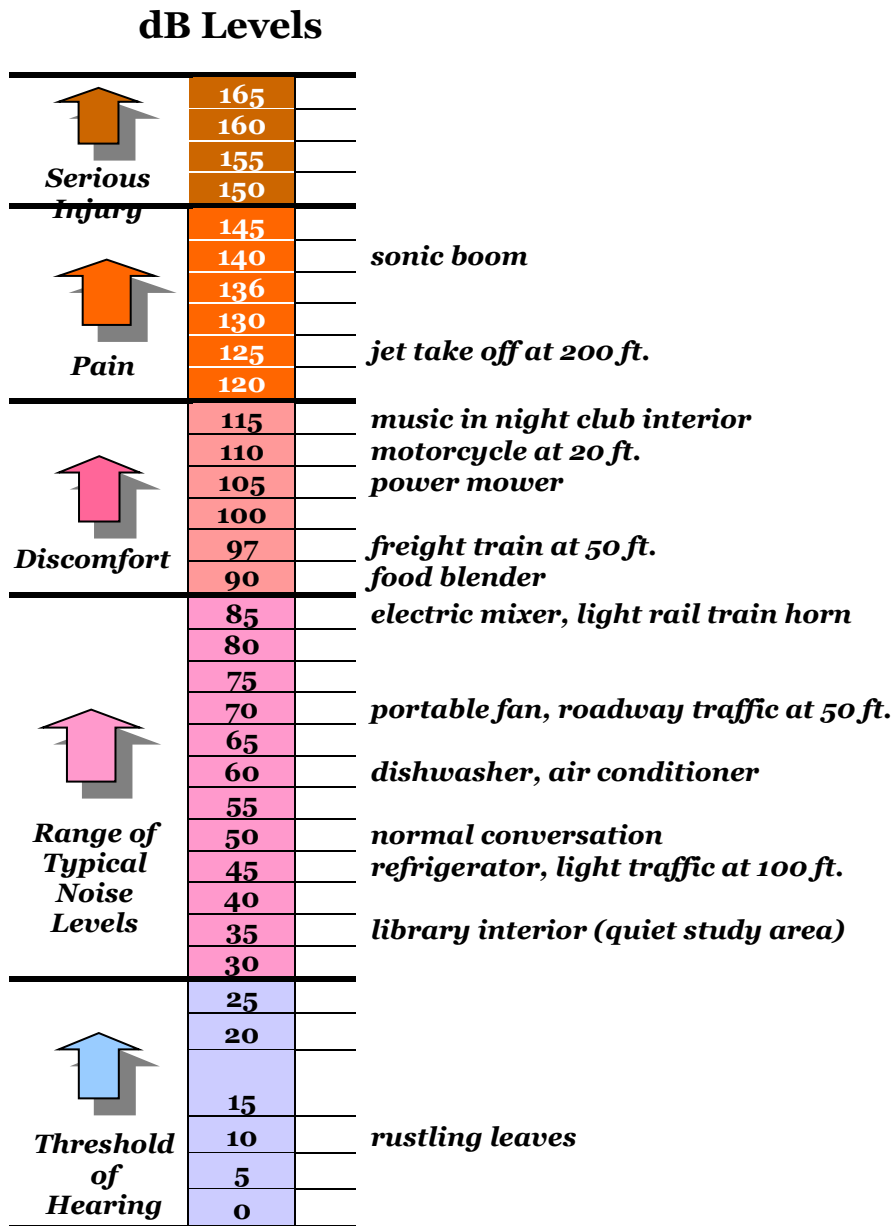 dB Levels
165
160
155
150
Serious
Injury
145
140 sonic boom
136
130
125 jet take off at 200 ft.
120
Pain
115 music in night club interior
110 motorcycle at 20 ft.
105 power mower
100
97 freight train at 50 ft.
90 food blender
Discomfort
85 electric mixer, light rail train horn
80
75
70 portable fan, roadway traffic at 50 ft.
65
60 dishwasher, air conditioner
55
50 normal conversation
45 refrigerator, light traffic at 100 ft.
40
35 library interior (quiet study area)
30
Range of
Typical
Noise
Levels
25
20
15
10 rustling leaves
5
0
Threshold
of
Hearing